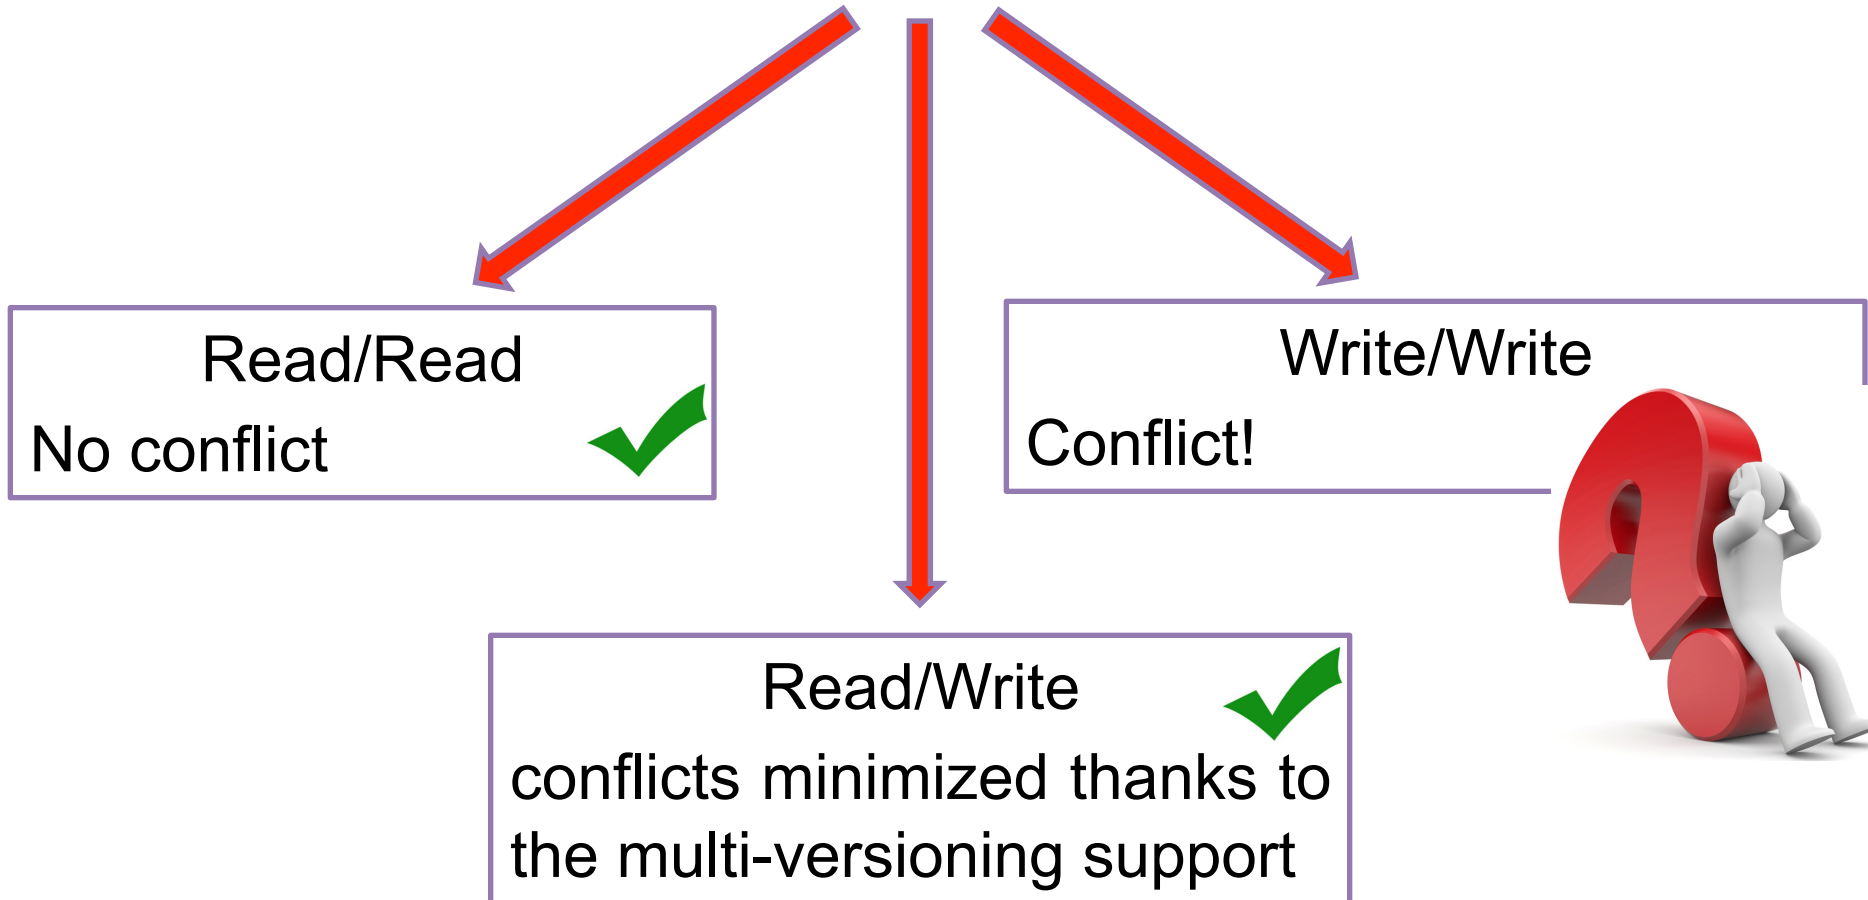 Read/Read
No conflict
Write/Write
Conflict!
Read/Write
conflicts minimized thanks to
the multi-versioning support